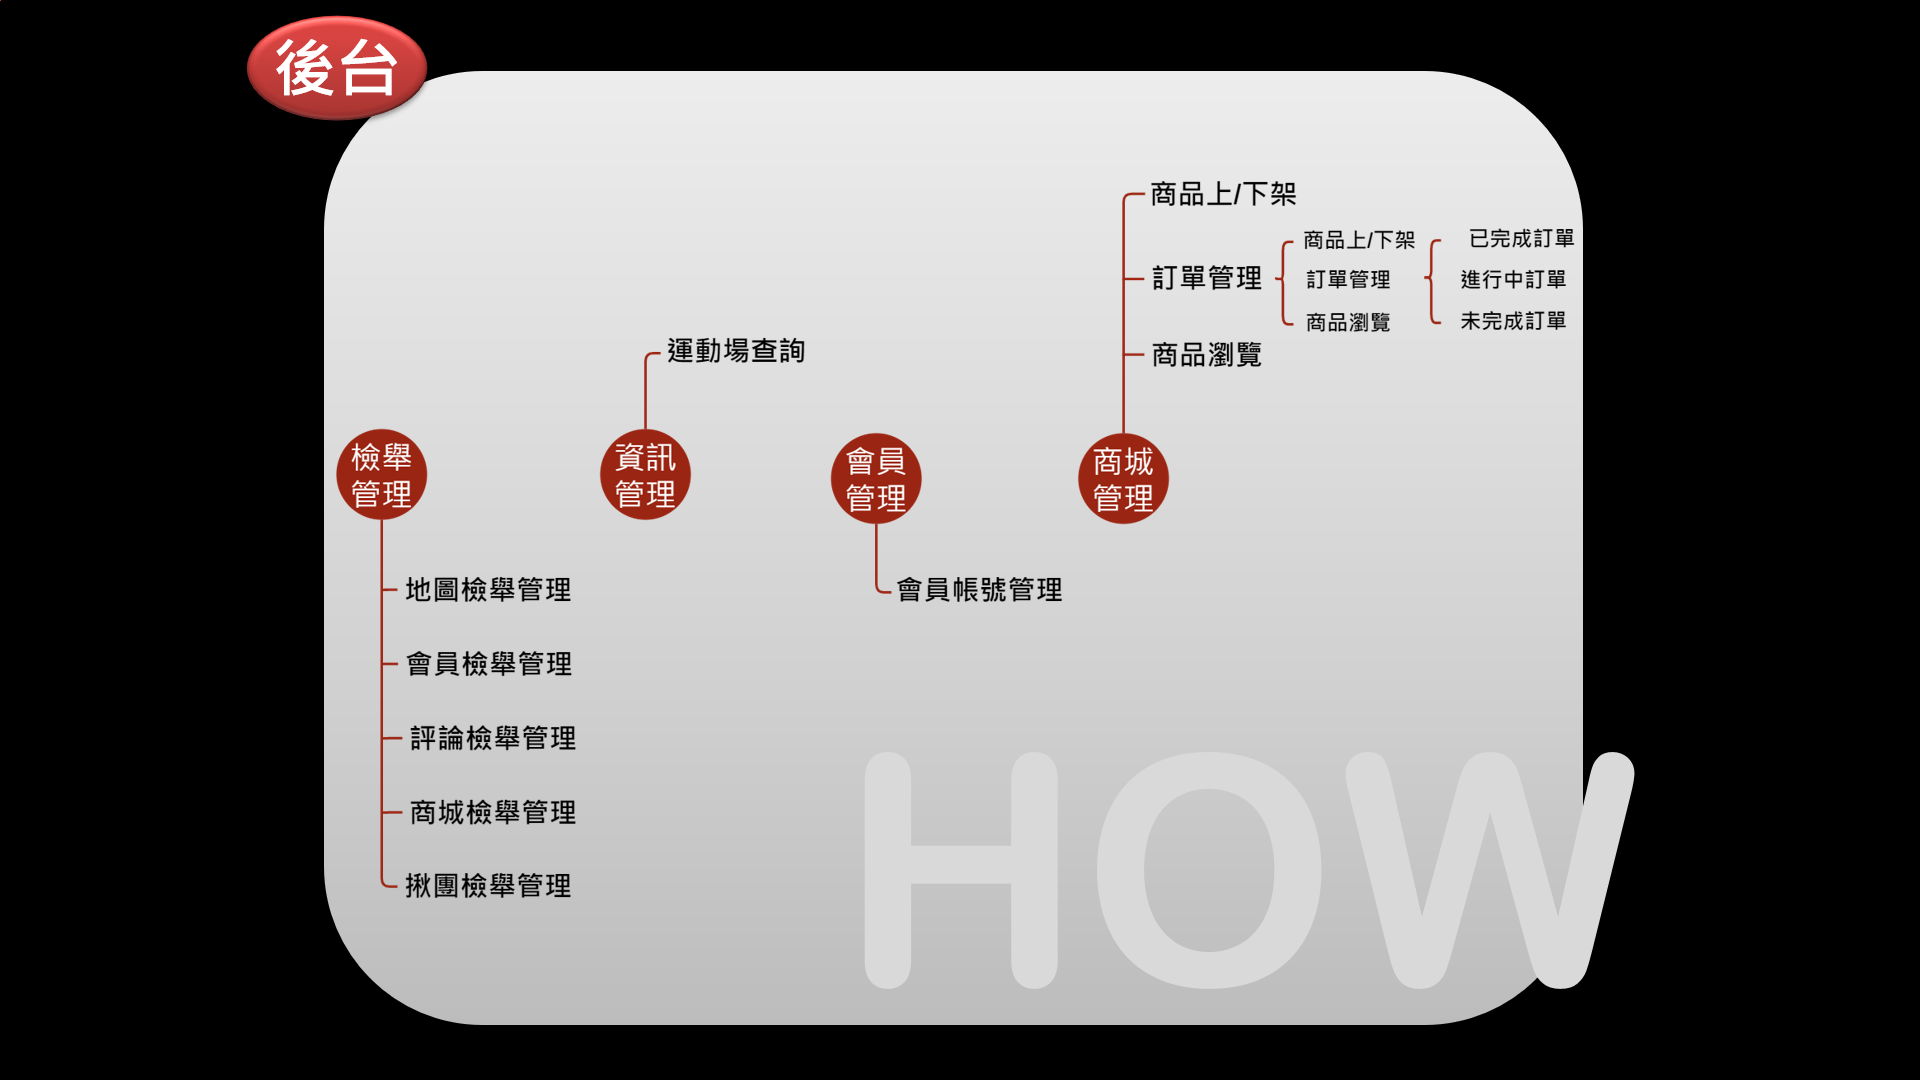 後台
商品上/下架
訂單管理
商品上/下架
訂單管理
商品瀏覽
已完成訂單
進行中訂單
未完成訂單
商品瀏覽
運動場查詢
檢舉
管理
資訊
管理
會員
管理
商城
管理
地圖檢舉管理
會員檢舉管理
評論檢舉管理
商城檢舉管理
揪團檢舉管理
會員帳號管理
HOW